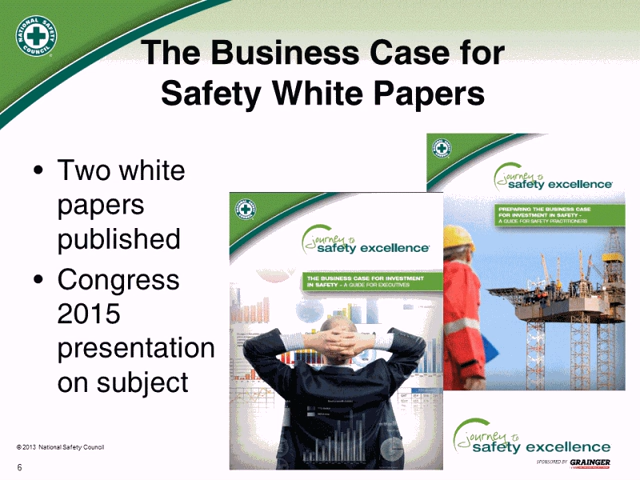 NATIONAL SAFETY COUNCIL
The Business Case for
Safety White Papers
• Two white
papers
published
• Congress
2015
presentation
on subject
journey to
safety excellence
THE BUSINESS CASE FOR INVESTMENT
IN SAFETY – A GUIDE FOR EXECUTIVES
journey to
safety excellence
PREPARING THE BUSINESS CASE
FOR INVESTMENT IN SAFETY –
A GUIDE FOR SAFETY PRACTITIONERS
journey to
safety excellence
SPONSORED BY GRAINGER
© 2013 National Safety Council
6